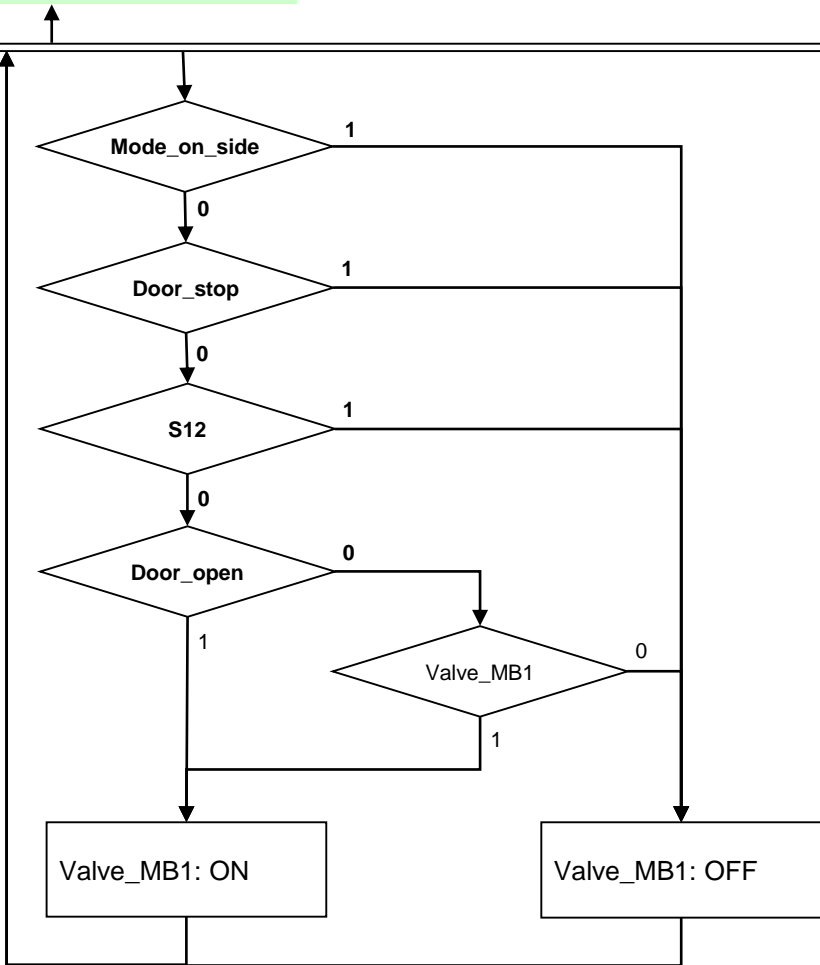 Mode_on_side
1
0
Door_stop
1
0
S12
1
0
Door_open
0
1
Valve_MB1
0
1
Valve_MB1: ON
Valve_MB1: OFF